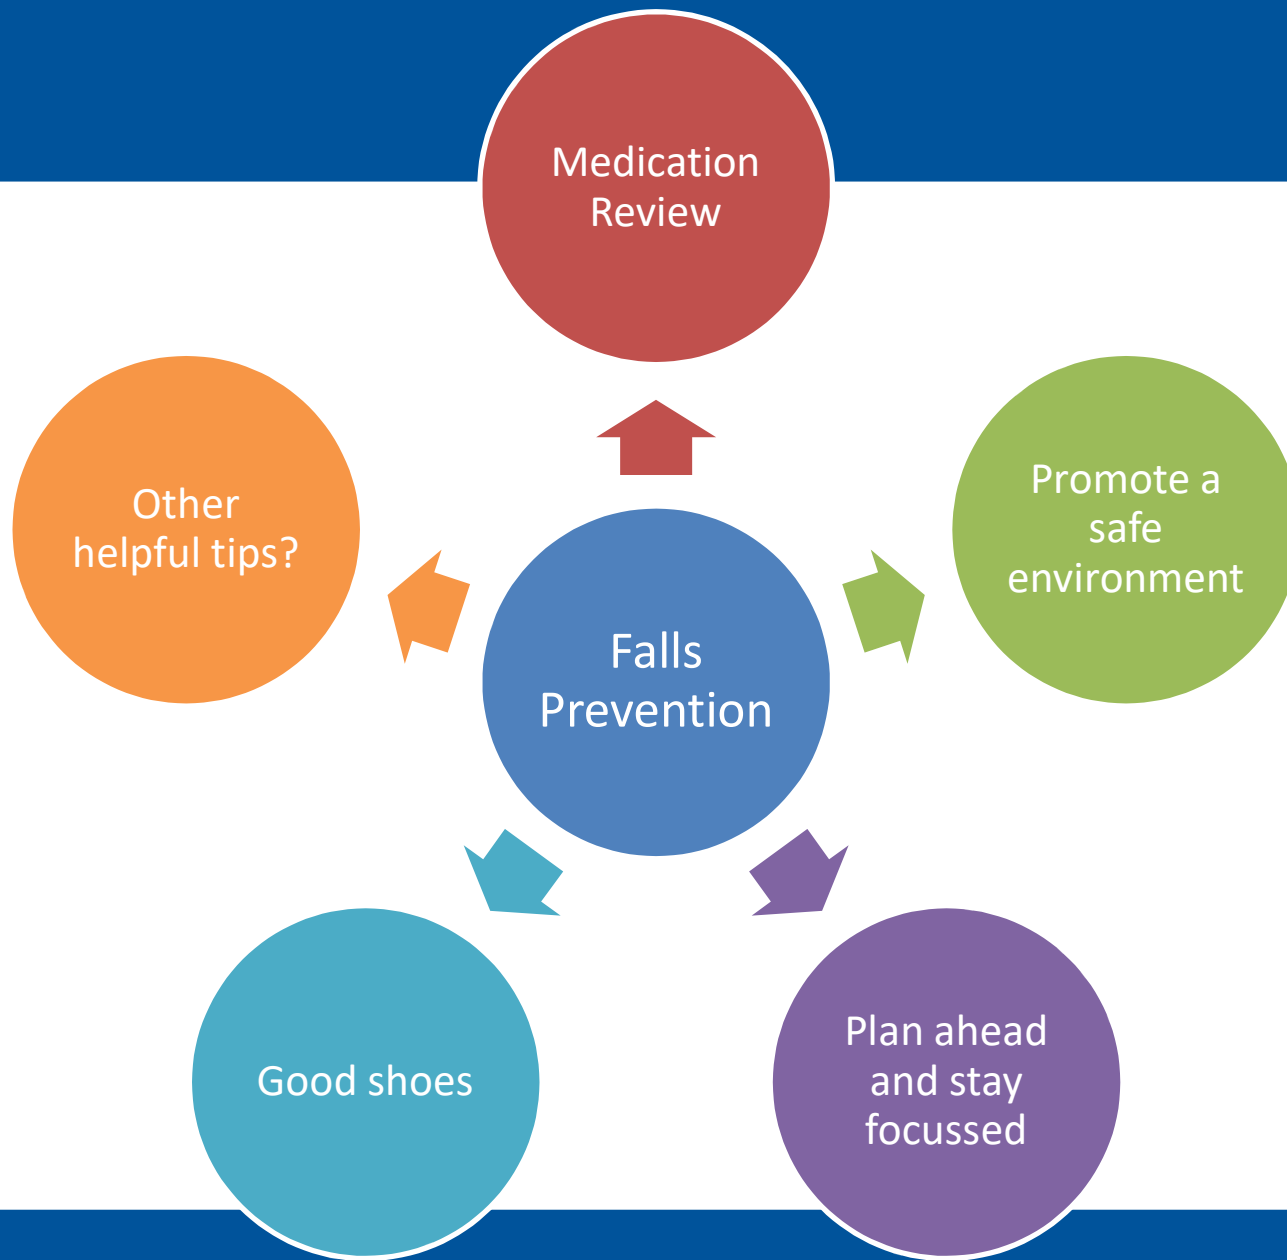 Medication
Review
Promote a
safe
environment
Other
helpful tips?
Falls
Prevention
Plan ahead
and stay
focussed
Good shoes